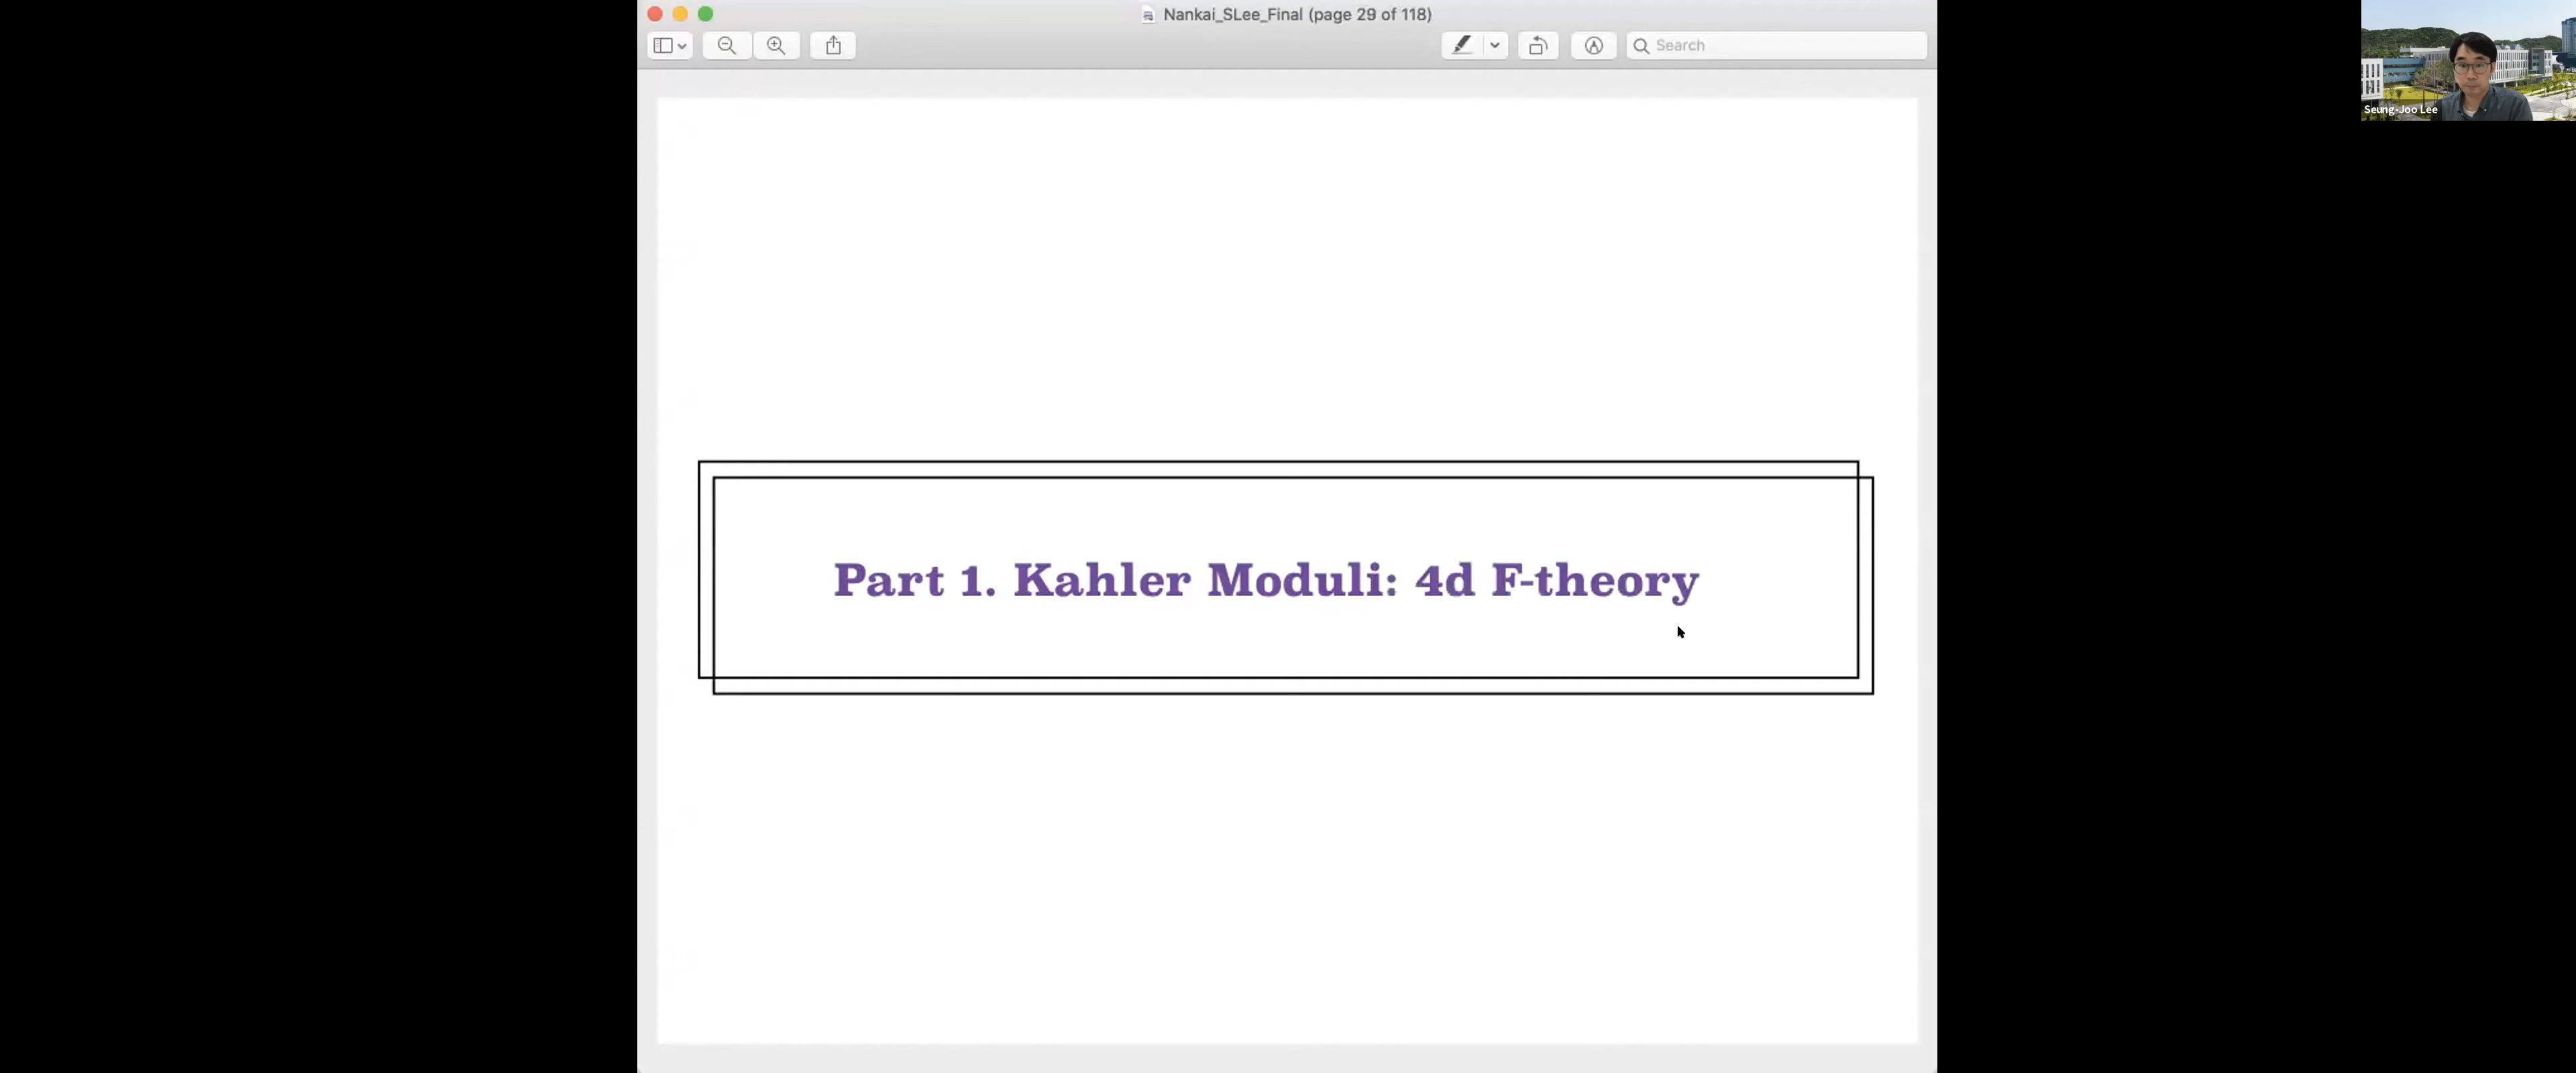 Nankai_SLee_Final (page 29 of 118)
Search
Seung-Joo Lee
Part 1. Kahler Moduli: 4d F-theory